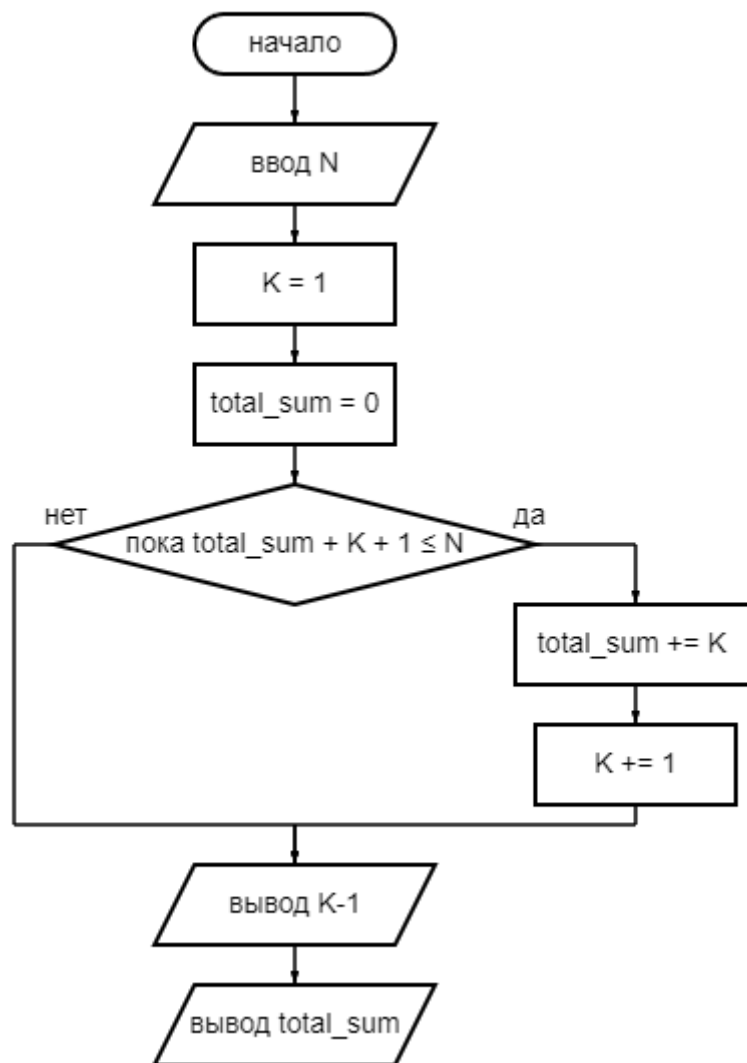 начало
ввод N
K = 1
total_sum = 0
нет
да
пока total_sum + K + 1 ≤ N
total_sum += K
K += 1
вывод K-1
вывод total_sum